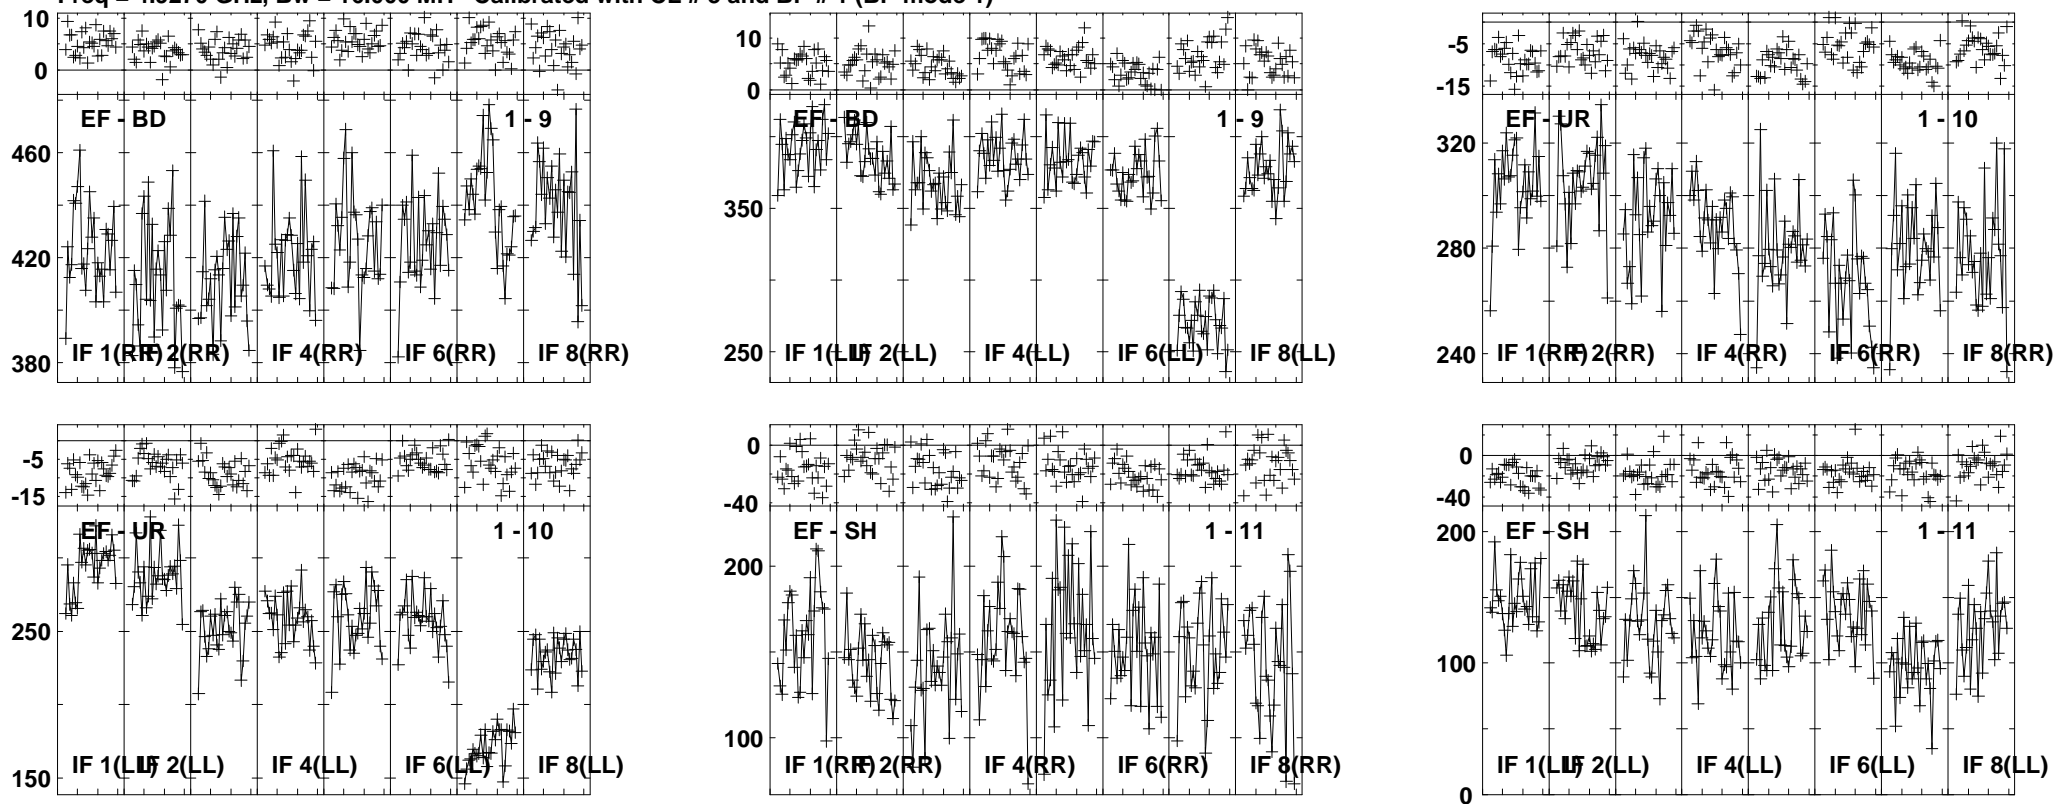 10
0
EF - BD
1 - 9
460
420
380
IF 1(RR)
IF 2(RR)
IF 4(RR)
IF 6(RR)
IF 8(RR)
10
0
EF - BD
1 - 9
350
250
IF 1(LL)
IF 2(LL)
IF 4(LL)
IF 6(LL)
IF 8(LL)
-5
-15
EF - UR
1 - 10
320
280
240
IF 1(RR)
IF 2(RR)
IF 4(RR)
IF 6(RR)
IF 8(RR)
-5
-15
EF - UR
1 - 10
250
150
IF 1(LL)
IF 2(LL)
IF 4(LL)
IF 6(LL)
IF 8(LL)
0
-40
EF - SH
1 - 11
200
100
IF 1(RR)
IF 2(RR)
IF 4(RR)
IF 6(RR)
IF 8(RR)
0
-40
EF - SH
1 - 11
200
100
0
IF 1(LL)
IF 2(LL)
IF 4(LL)
IF 6(LL)
IF 8(LL)